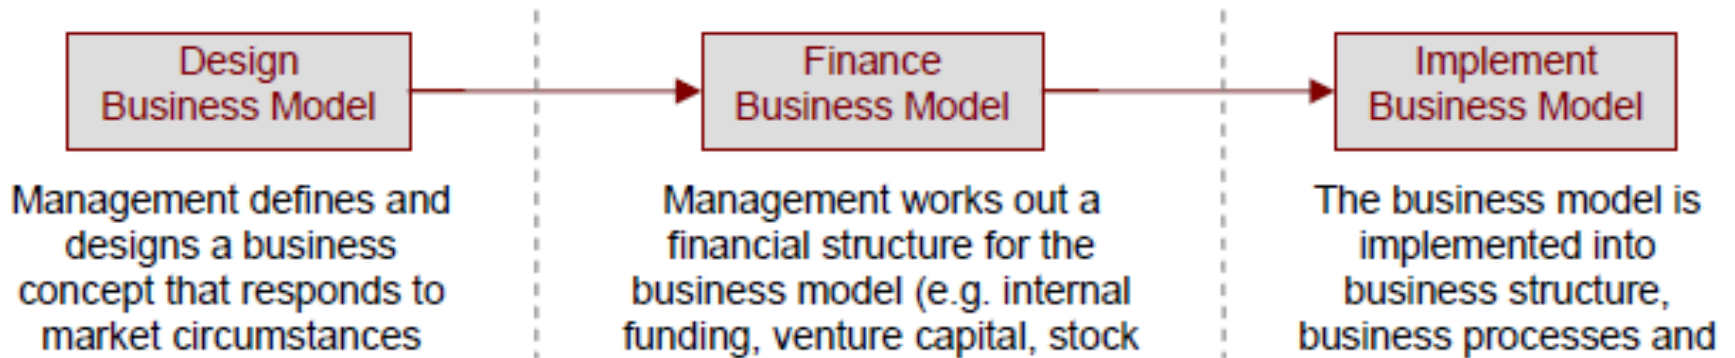 Design
Business Model
Finance
Business Model
Implement
Business Model
Management defines and
designs a business
concept that responds to
market circumstances
Management works out a
financial structure for the
business model (e.g. internal
funding, venture capital, stock
The business model is
implemented into
business structure,
business processes and